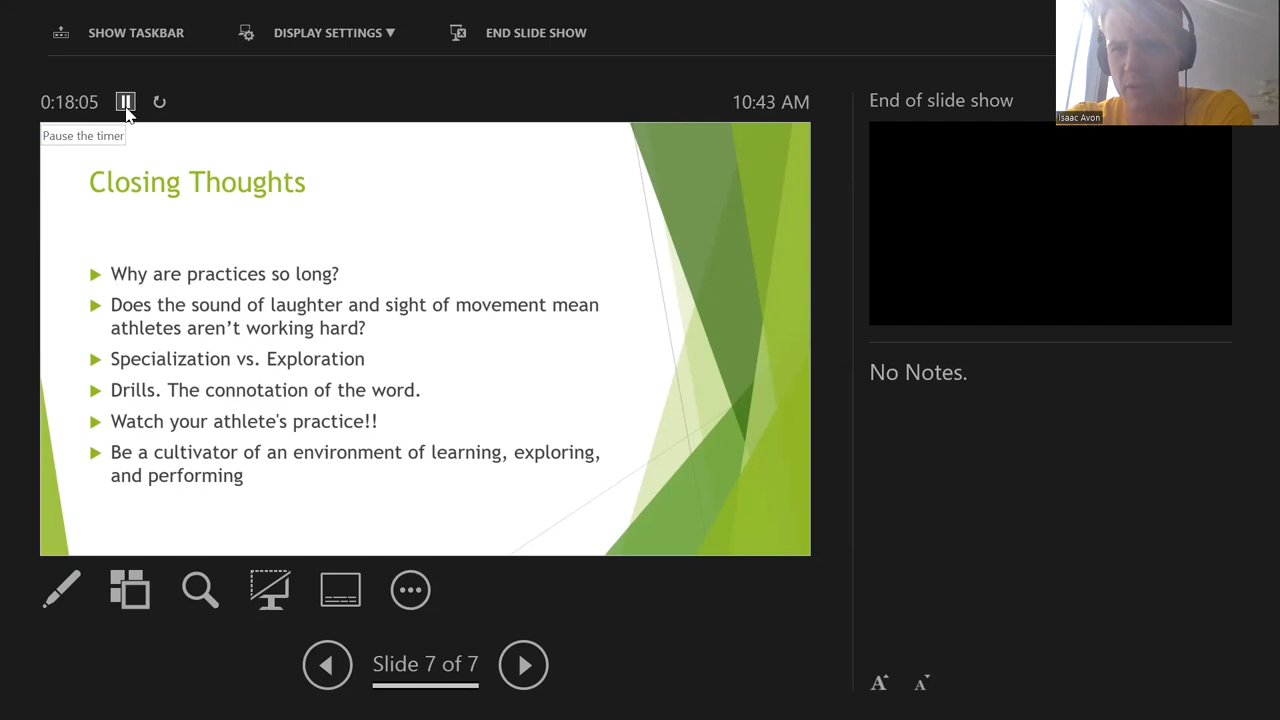 SHOW TASKBAR
DISPLAY SETTINGS ▼
END SLIDE SHOW
0:18:05
10:43 AM
End of slide show
Isaac Avon
Pause the timer
Closing Thoughts
Why are practices so long?
Does the sound of laughter and sight of movement mean
athletes aren’t working hard?
Specialization vs. Exploration
Drills. The connotation of the word.
Watch your athlete's practice!!
Be a cultivator of an environment of learning, exploring,
and performing
No Notes.
Slide 7 of 7
A
A